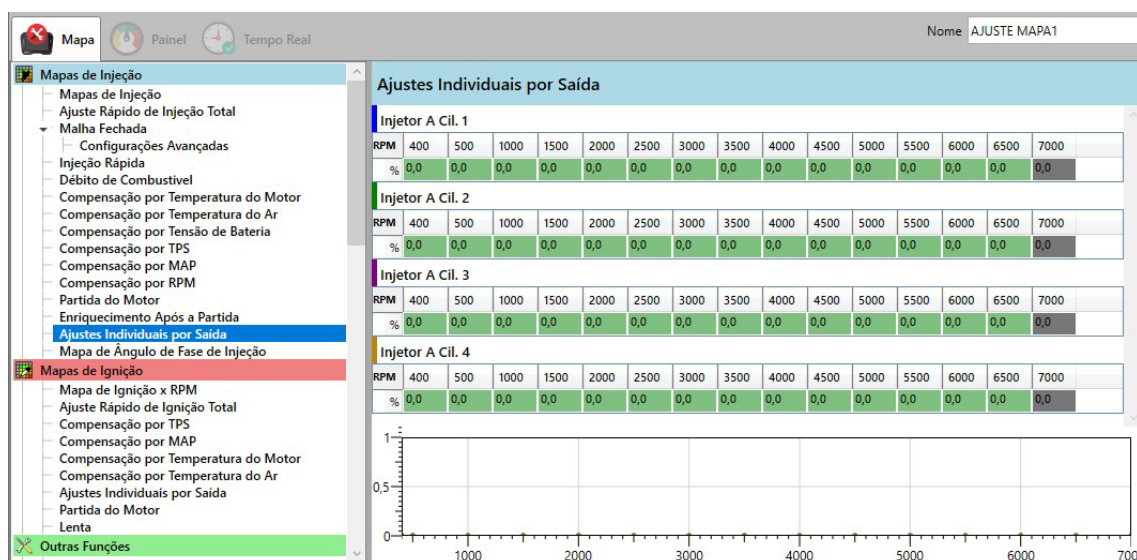 Mapa Painel Tempo Real Nome AJUSTE MAPA1
Mapas de Injeção
Mapas de Injeção
Ajuste Rápido de Injeção Total
Malha Fechada
Configurações Avançadas
Injeção Rápida
Débito de Combustivel
Compensação por Temperatura do Motor
Compensação por Temperatura do Ar
Compensação por Tensão de Bateria
Compensação por TPS
Compensação por MAP
Compensação por RPM
Partida do Motor
Enriquecimento Após a Partida
Ajustes Individuais por Saída
Mapa de Ângulo de Fase de Injeção
Mapas de Ignição
Mapa de Ignição x RPM
Ajuste Rápido de Ignição Total
Compensação por TPS
Compensação por MAP
Compensação por Temperatura do Motor
Compensação por Temperatura do Ar
Ajustes Individuais por Saída
Partida do Motor
Lenta
Outras Funções
Ajustes Individuais por Saída
Injetor A Cil. 1
RPM 400 500 1000 1500 2000 2500 3000 3500 4000 4500 5000 5500 6000 6500 7000
% 0,0 0,0 0,0 0,0 0,0 0,0 0,0 0,0 0,0 0,0 0,0 0,0 0,0 0,0 0,0
Injetor A Cil. 2
RPM 400 500 1000 1500 2000 2500 3000 3500 4000 4500 5000 5500 6000 6500 7000
% 0,0 0,0 0,0 0,0 0,0 0,0 0,0 0,0 0,0 0,0 0,0 0,0 0,0 0,0 0,0
Injetor A Cil. 3
RPM 400 500 1000 1500 2000 2500 3000 3500 4000 4500 5000 5500 6000 6500 7000
% 0,0 0,0 0,0 0,0 0,0 0,0 0,0 0,0 0,0 0,0 0,0 0,0 0,0 0,0 0,0
Injetor A Cil. 4
RPM 400 500 1000 1500 2000 2500 3000 3500 4000 4500 5000 5500 6000 6500 7000
% 0,0 0,0 0,0 0,0 0,0 0,0 0,0 0,0 0,0 0,0 0,0 0,0 0,0 0,0 0,0
1
0,5
0
1000 2000 3000 4000 5000 6000 700